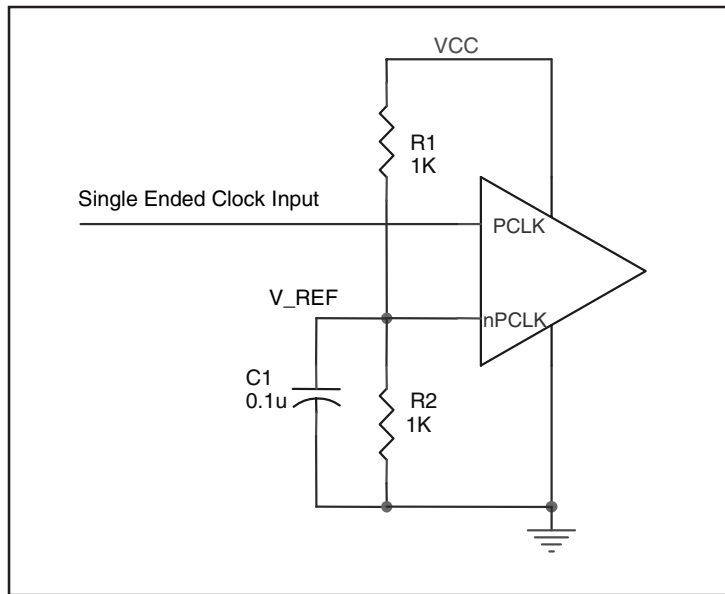 VCC
R1
1K
Single Ended Clock Input
PCLK
V_REF
nPCLK
C1
0.1u
R2
1K